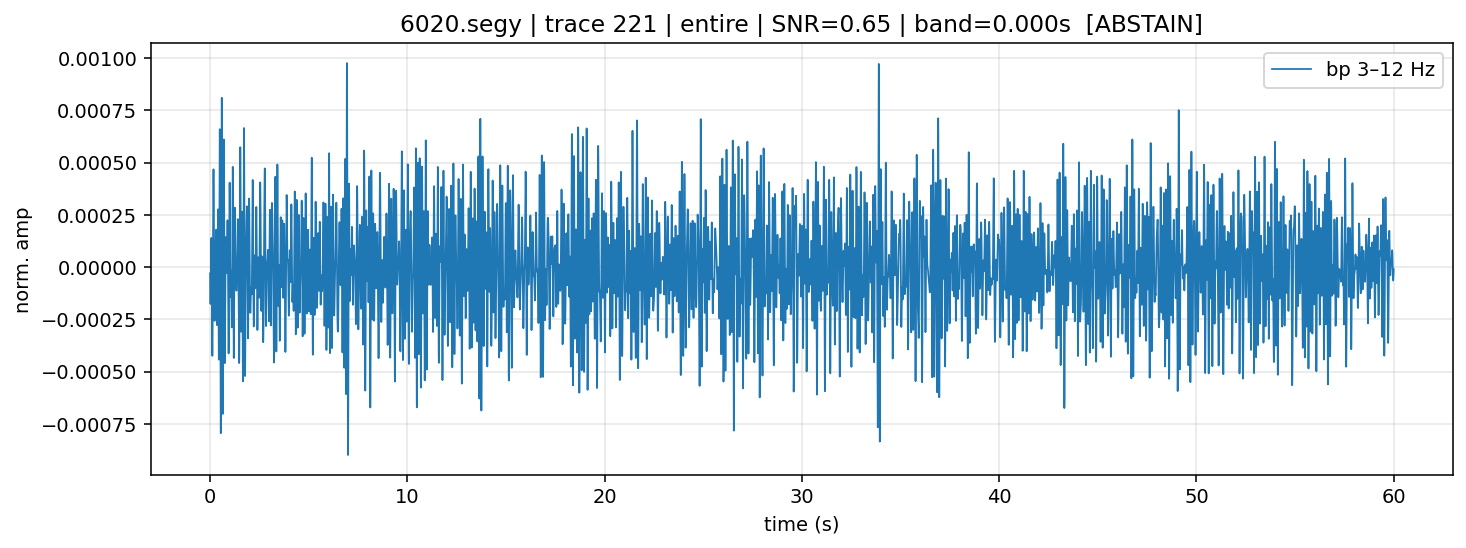 6020.segy | trace 221 | entire | SNR=0.65 | band=0.000s [ABSTAIN]
bp 3–12 Hz
norm. amp
0.00100
0.00075
0.00050
0.00025
0.00000
−0.00025
−0.00050
−0.00075
0 10 20 30 40 50 60
time (s)